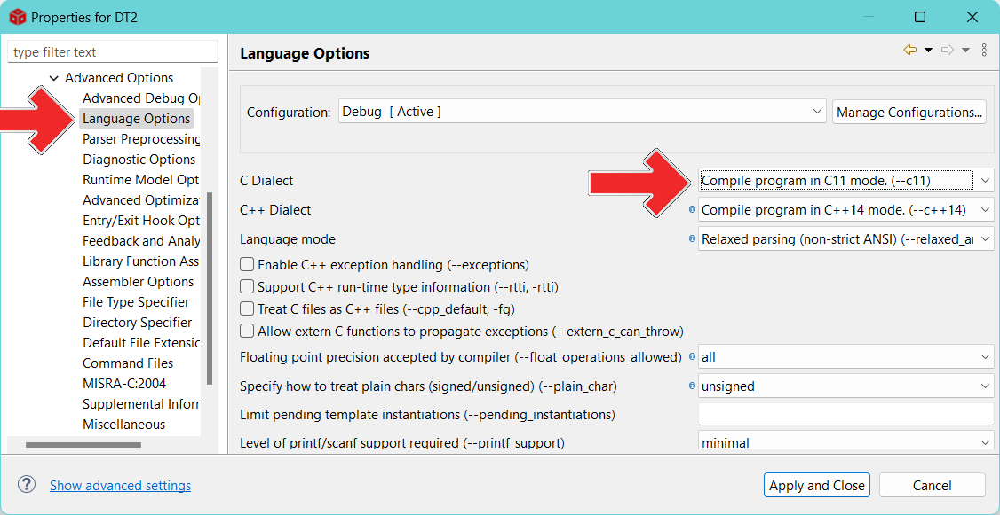 Properties for DT2
type filter text
Advanced Options
Advanced Debug O
Language Options
Parser Preprocessing
Diagnostic Options
Runtime Model Opt
Advanced Optimiza
Entry/Exit Hook Opt
Feedback and Analy
Library Function Ass
Assembler Options
File Type Specifier
Directory Specifier
Default File Extensic
Command Files
MISRA-C:2004
Supplemental Inforr
Miscellaneous
Language Options
Configuration: Debug [ Active ] Manage Configurations...
C Dialect Compile program in C11 mode. (--c11)
C++ Dialect Compile program in C++14 mode. (--c++14)
Language mode Relaxed parsing (non-strict ANSI) (--relaxed_a
Enable C++ exception handling (--exceptions)
Support C++ run-time type information (--rtti, -rtti)
Treat C files as C++ files (--cpp_default, -fg)
Allow extern C functions to propagate exceptions (--extern_c_can_throw)
Floating point precision accepted by compiler (--float_operations_allowed) all
Specify how to treat plain chars (signed/unsigned) (--plain_char) unsigned
Limit pending template instantiations (--pending_instantiations)
Level of printf/scanf support required (--printf_support) minimal
? Show advanced settings Apply and Close Cancel